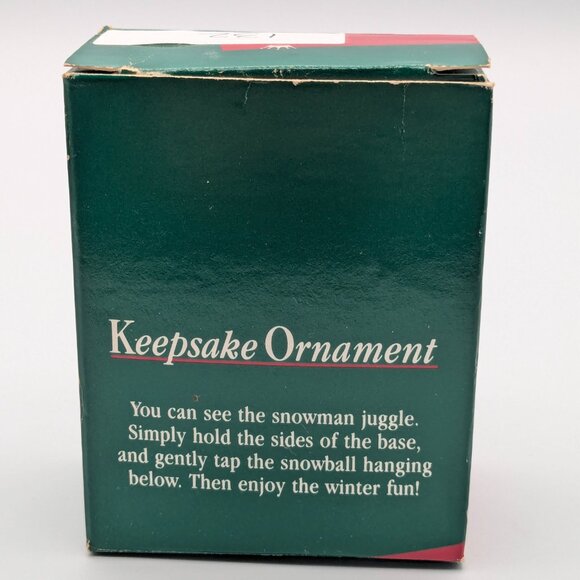 Keepsake Ornament
You can see the snowman juggle.
Simply hold the sides of the base,
and gently tap the snowball hanging
below. Then enjoy the winter fun!